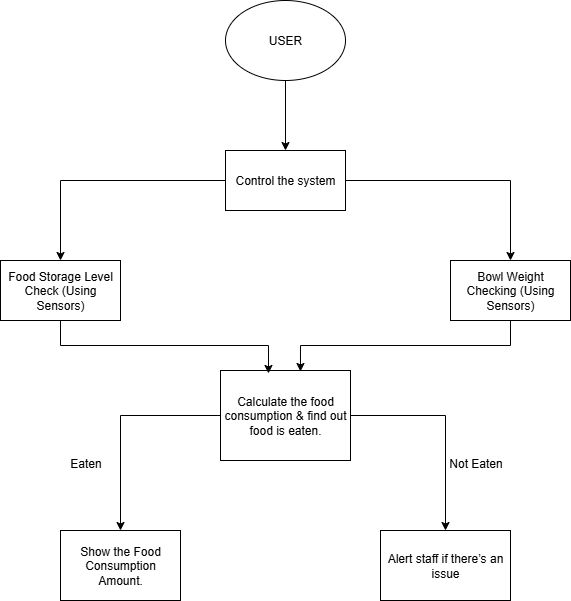 USER
Control the system
Food Storage Level
Check (Using
Sensors)
Bowl Weight
Checking (Using
Sensors)
Calculate the food
consumption & find out
food is eaten.
Eaten
Not Eaten
Show the Food
Consumption
Amount.
Alert staff if there's an
issue